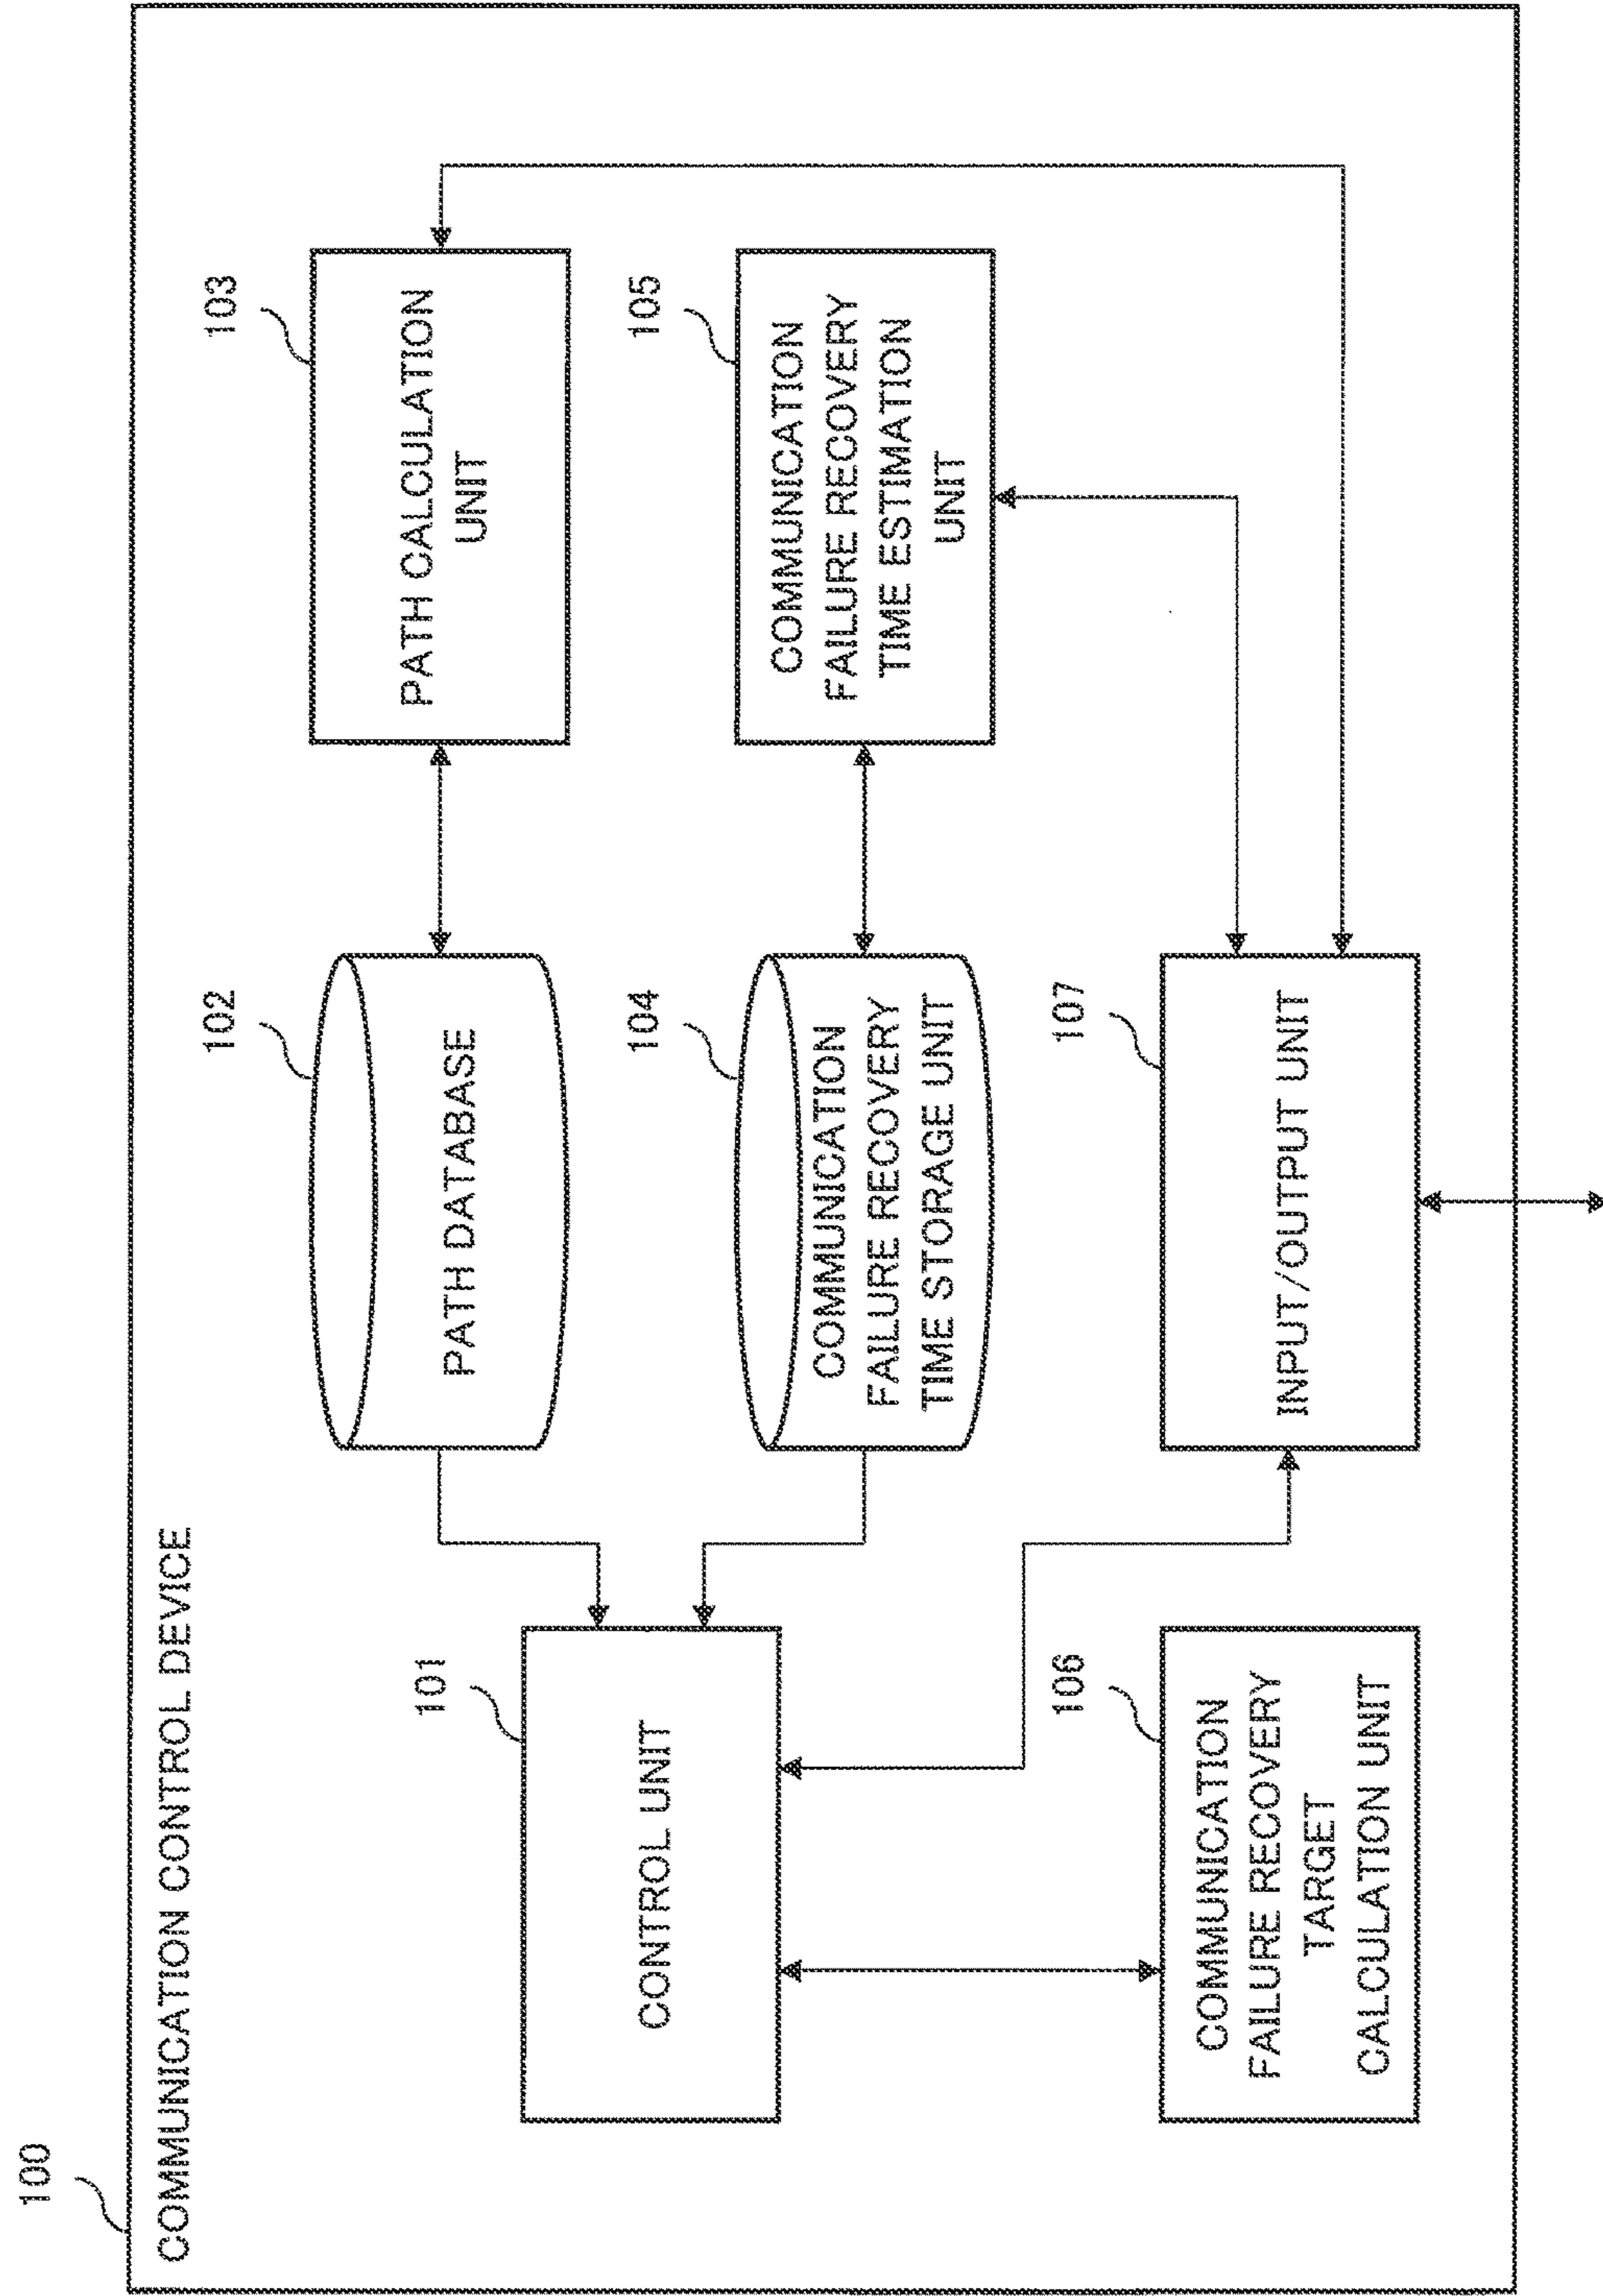 100
COMMUNICATION CONTROL DEVICE
102
PATH DATABASE
103
PATH CALCULATION
UNIT
101
CONTROL UNIT
104
COMMUNICATION
FAILURE RECOVERY
TIME STORAGE UNIT
105
COMMUNICATION
FAILURE RECOVERY
TIME ESTIMATION
UNIT
106
COMMUNICATION
FAILURE RECOVERY
TARGET
CALCULATION UNIT
107
INPUT/OUTPUT UNIT